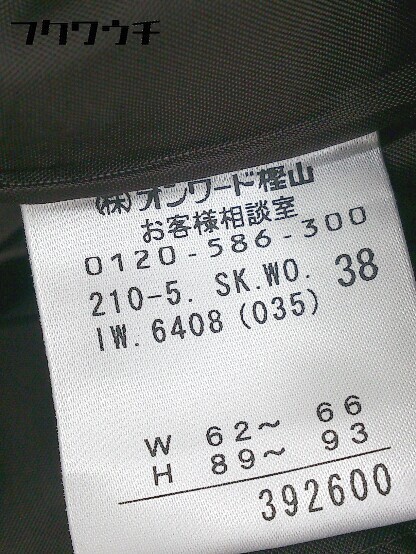 フクワウチ
(株)オンワード樫山
お客様相談室
0120-586-300
210-5. SK.WO. 38
IW.6408(035)
W 62~ 66
H 89~ 93
392600